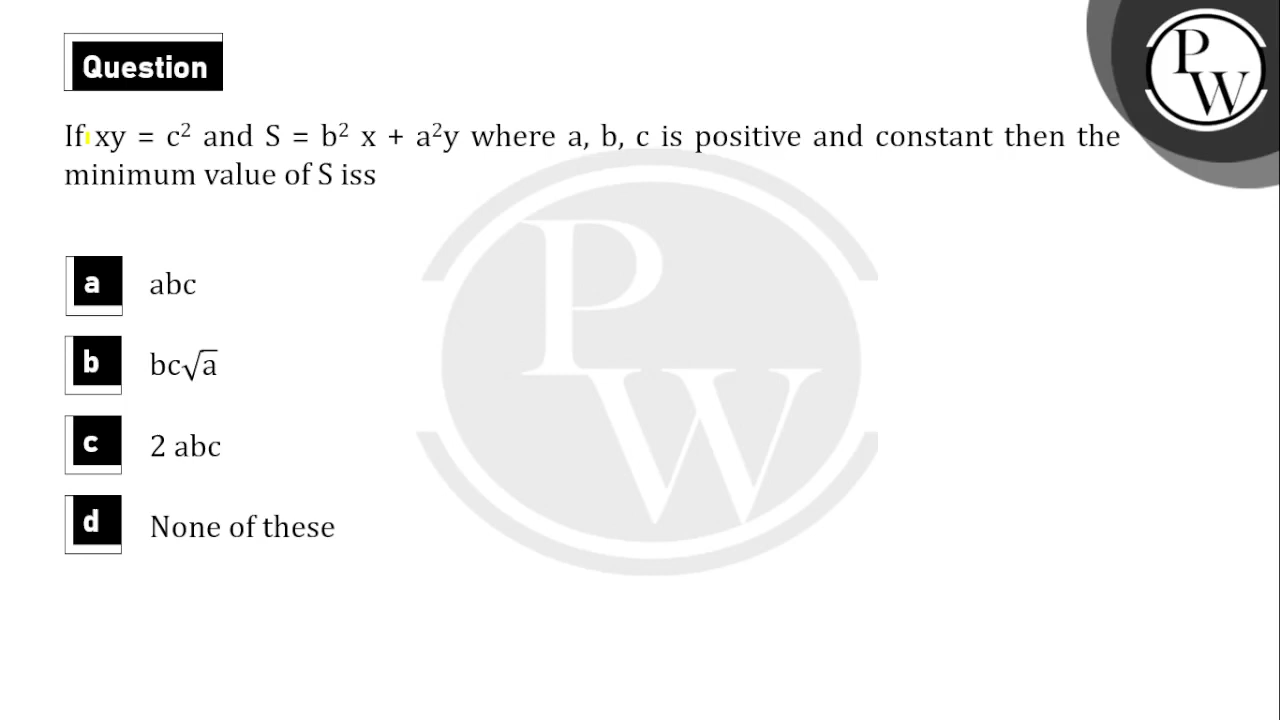 Question
P
W
If xy = c² and S = b² x + a²y where a, b, c is positive and constant then the
minimum value of S iss
a abc
b bc√a
c 2 abc
d None of these
P
W